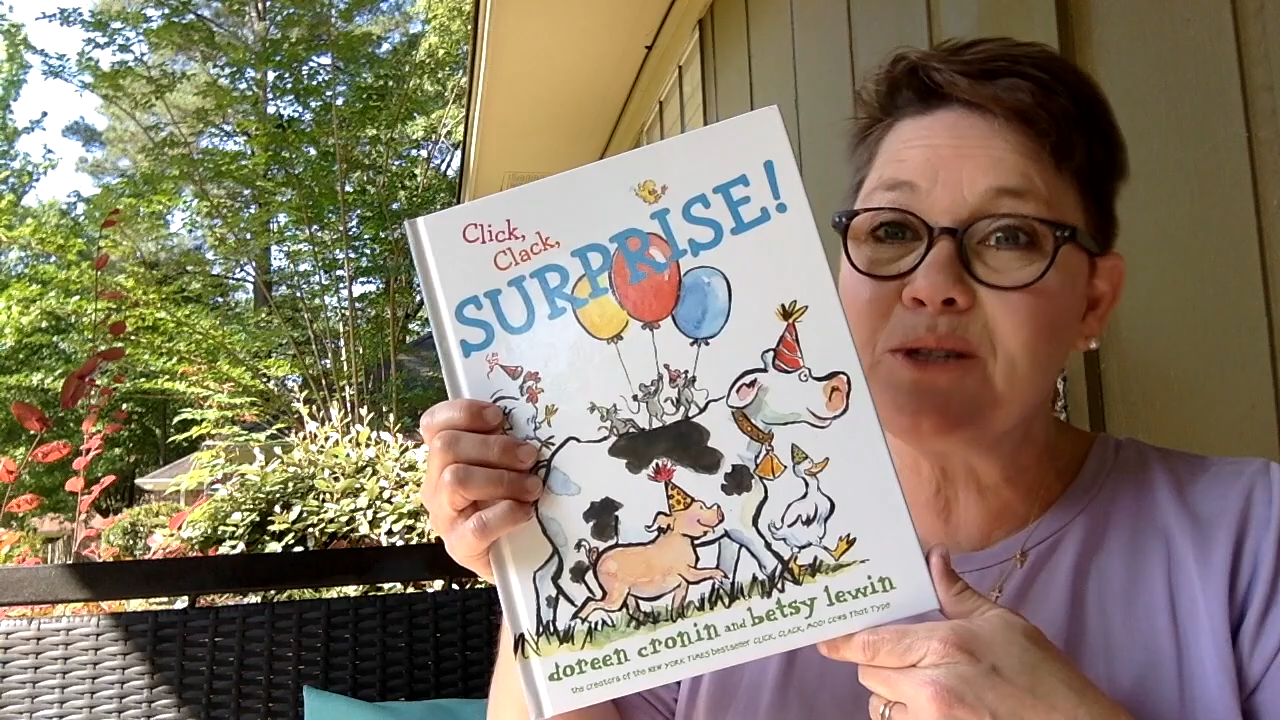 Click,
Clack,
SURPRISE!
doreen cronin and betsy lewin
the creators of the NEW YORK TIMES bestseller CLICK, CLACK, MOO: COWS THAT TYPE